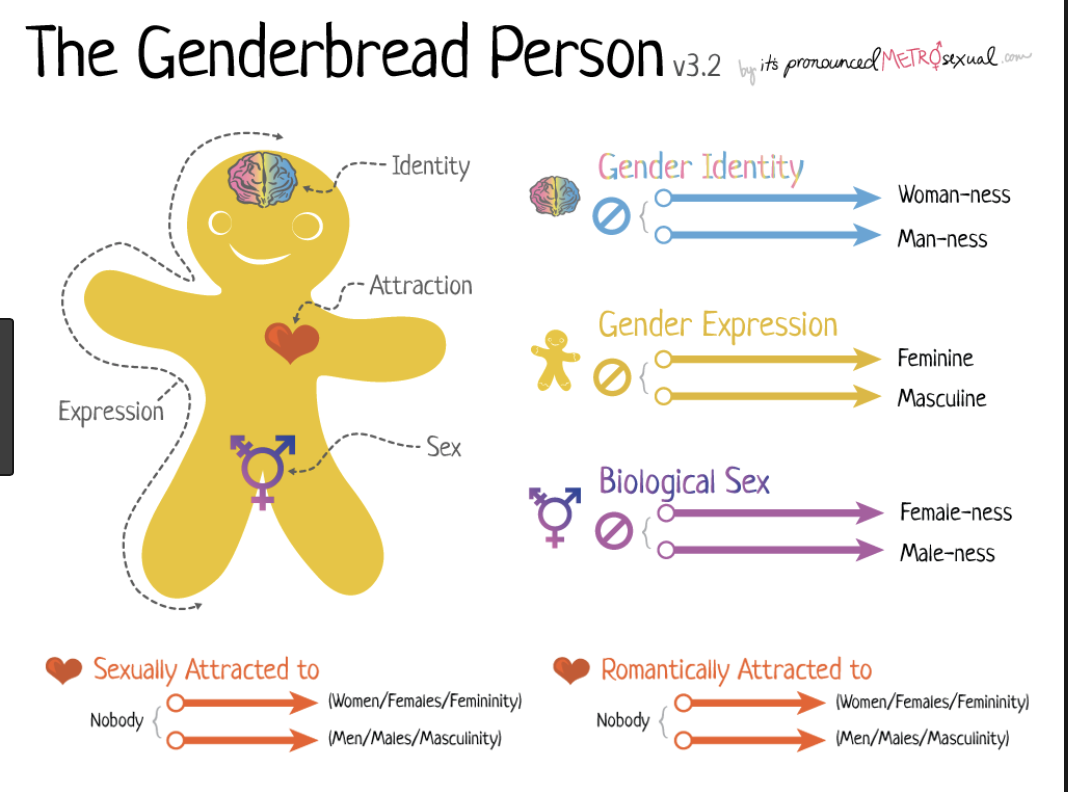 The Genderbread Person v3.2 by it's pronounced METROsexual.com
Identity
Attraction
Expression
Sex
Gender Identity
Woman-ness
Man-ness
Gender Expression
Feminine
Masculine
Biological Sex
Female-ness
Male-ness
Sexually Attracted to
Nobody
(Women/Females/Femininity)
(Men/Males/Masculinity)
Romantically Attracted to
Nobody
(Women/Females/Femininity)
(Men/Males/Masculinity)